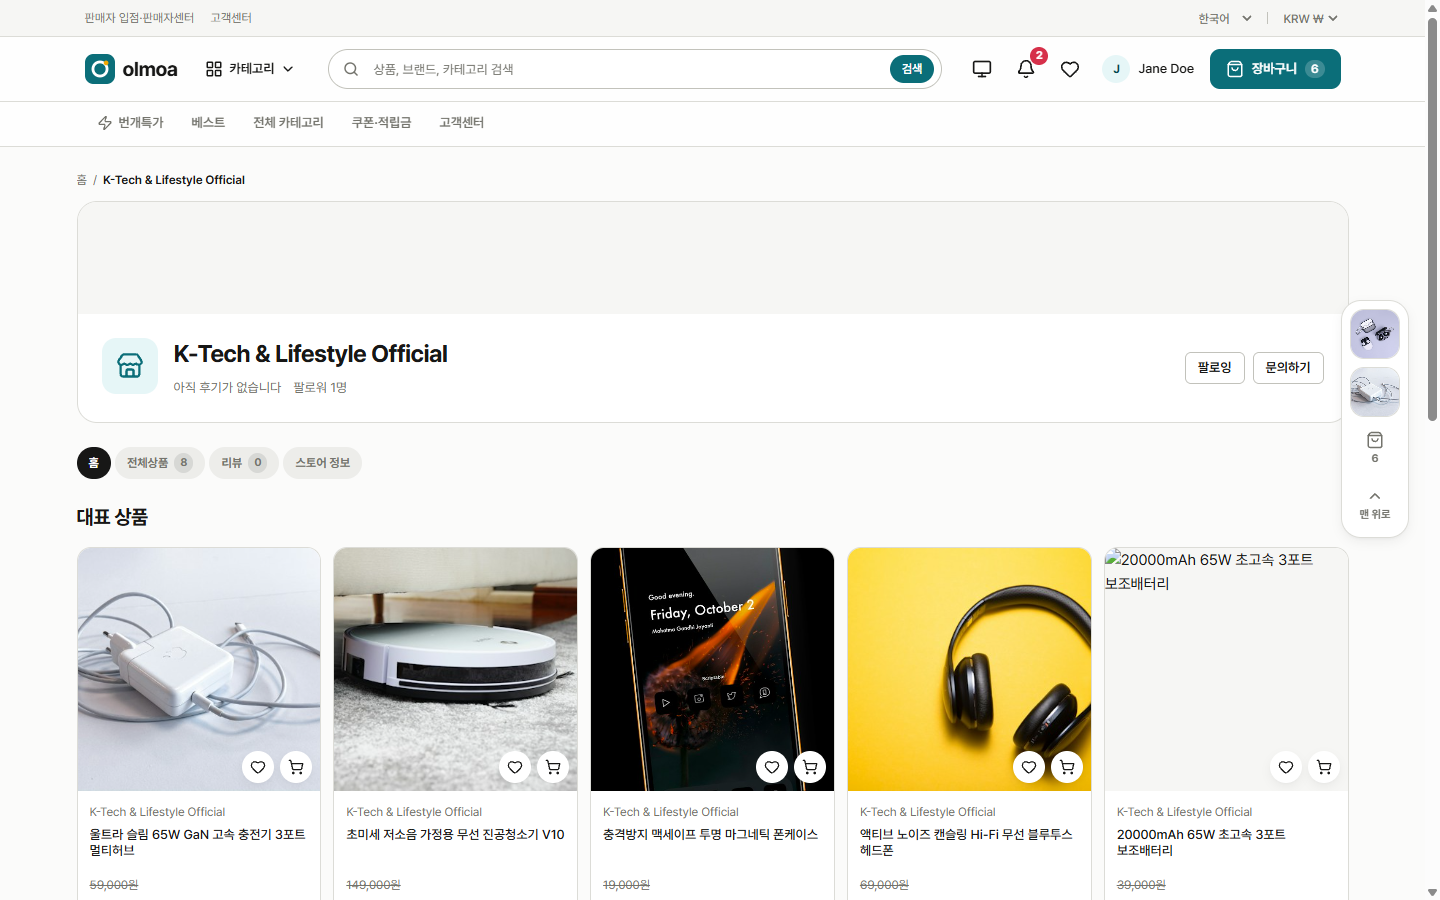 판매자 입점·판매자센터
고객센터
한국어
KRW ₩
olmoa
카테고리
상품, 브랜드, 카테고리 검색
검색
2
J
Jane Doe
장바구니 6
번개특가
베스트
전체 카테고리
쿠폰·적립금
고객센터
홈 / K-Tech & Lifestyle Official
K-Tech & Lifestyle Official
아직 후기가 없습니다 팔로워 1명
팔로잉
문의하기
6
맨 위로
홈
전체상품 8
리뷰 0
스토어 정보
대표 상품
Good evening.
Friday, October 2
Mahatma Gandhi Jayanti
Scriptable
20000mAh 65W 초고속 3포트
보조배터리
K-Tech & Lifestyle Official
울트라 슬림 65W GaN 고속 충전기 3포트
멀티허브
59,000원
K-Tech & Lifestyle Official
초미세 저소음 가정용 무선 진공청소기 V10
149,000원
K-Tech & Lifestyle Official
충격방지 맥세이프 투명 마그네틱 폰케이스
19,000원
K-Tech & Lifestyle Official
액티브 노이즈 캔슬링 Hi-Fi 무선 블루투스
헤드폰
69,000원
K-Tech & Lifestyle Official
20000mAh 65W 초고속 3포트
보조배터리
39,000원